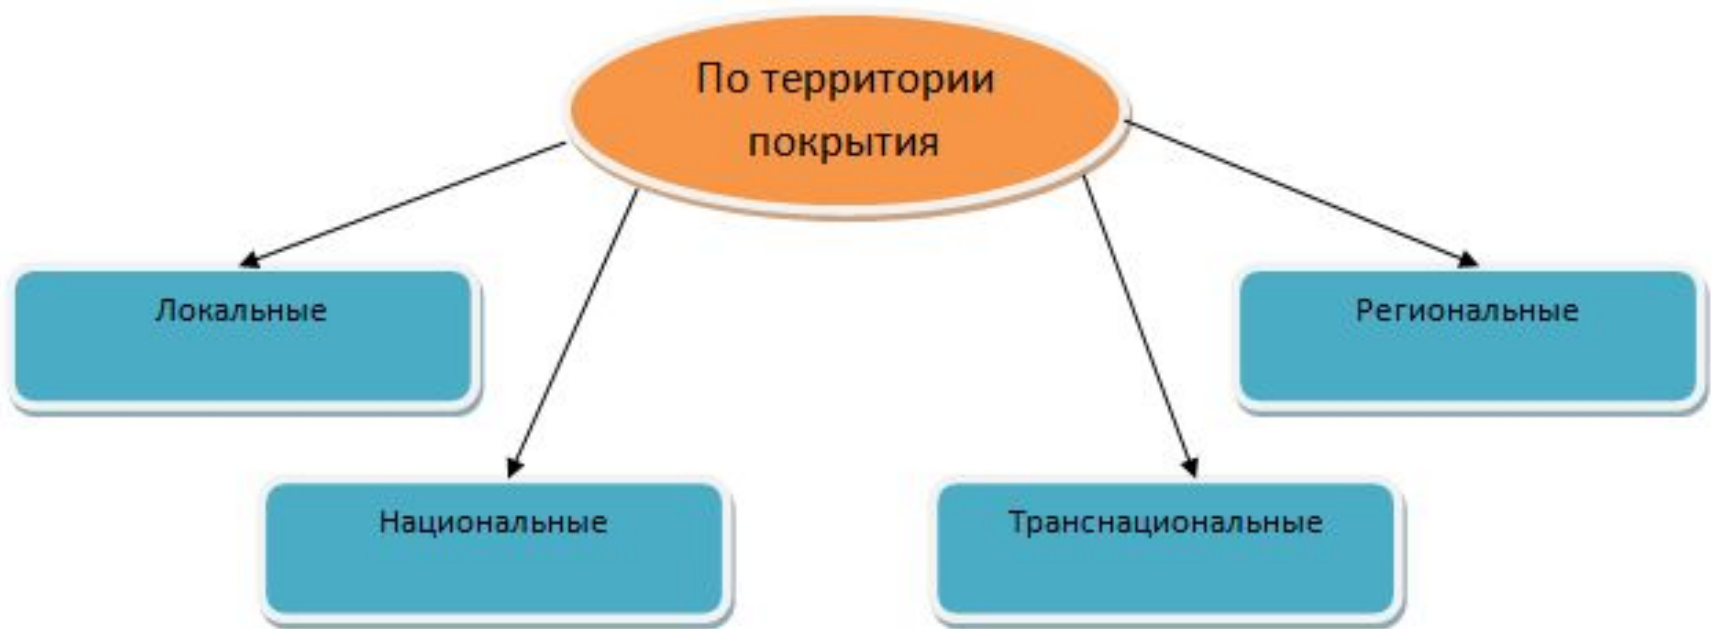 По территории
покрытия
Локальные
Региональные
Национальные
Транснациональные